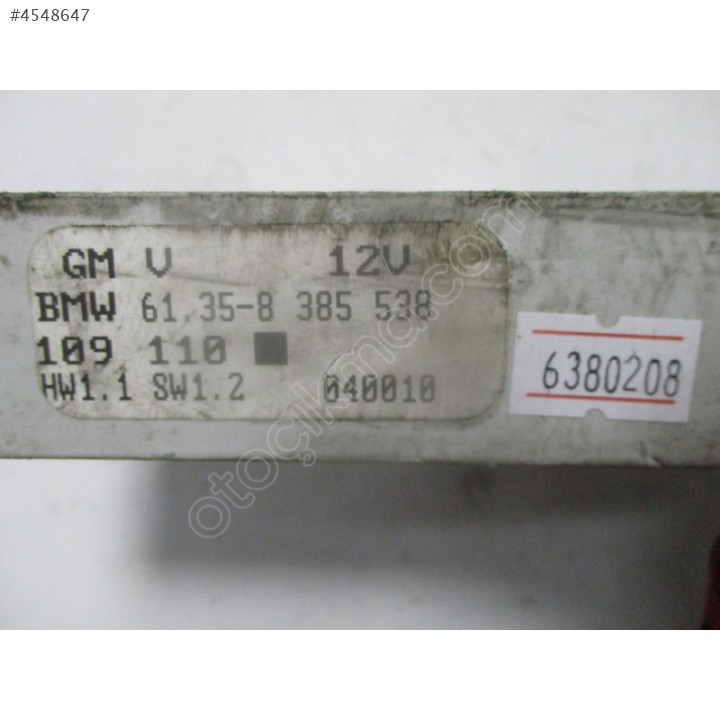 #4548647
GM V 12V
BMW 61.35-8 385 538
109 110
HW1.1 SW1.2 040010
6380208
otoçıkma.com